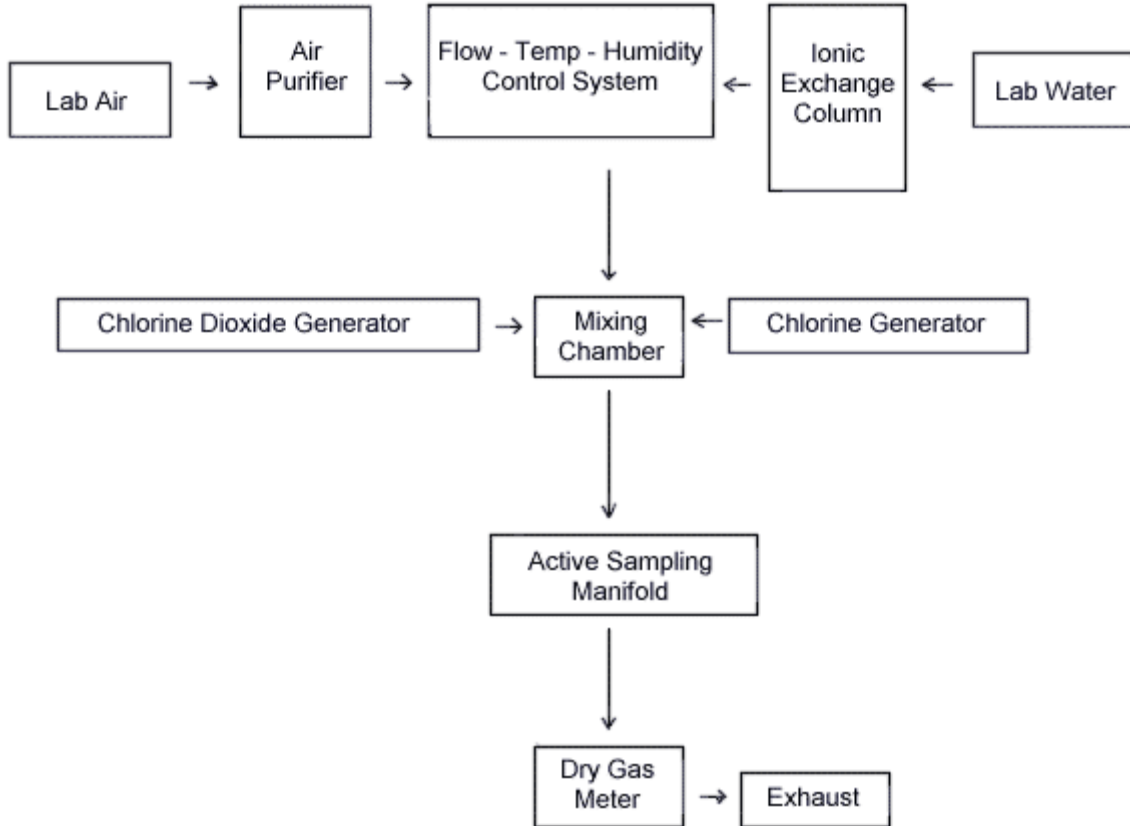 Lab Air
Air
Purifier
Flow - Temp - Humidity
Control System
Ionic
Exchange
Column
Lab Water
Chlorine Dioxide Generator
Mixing
Chamber
Chlorine Generator
Active Sampling
Manifold
Dry Gas
Meter
Exhaust